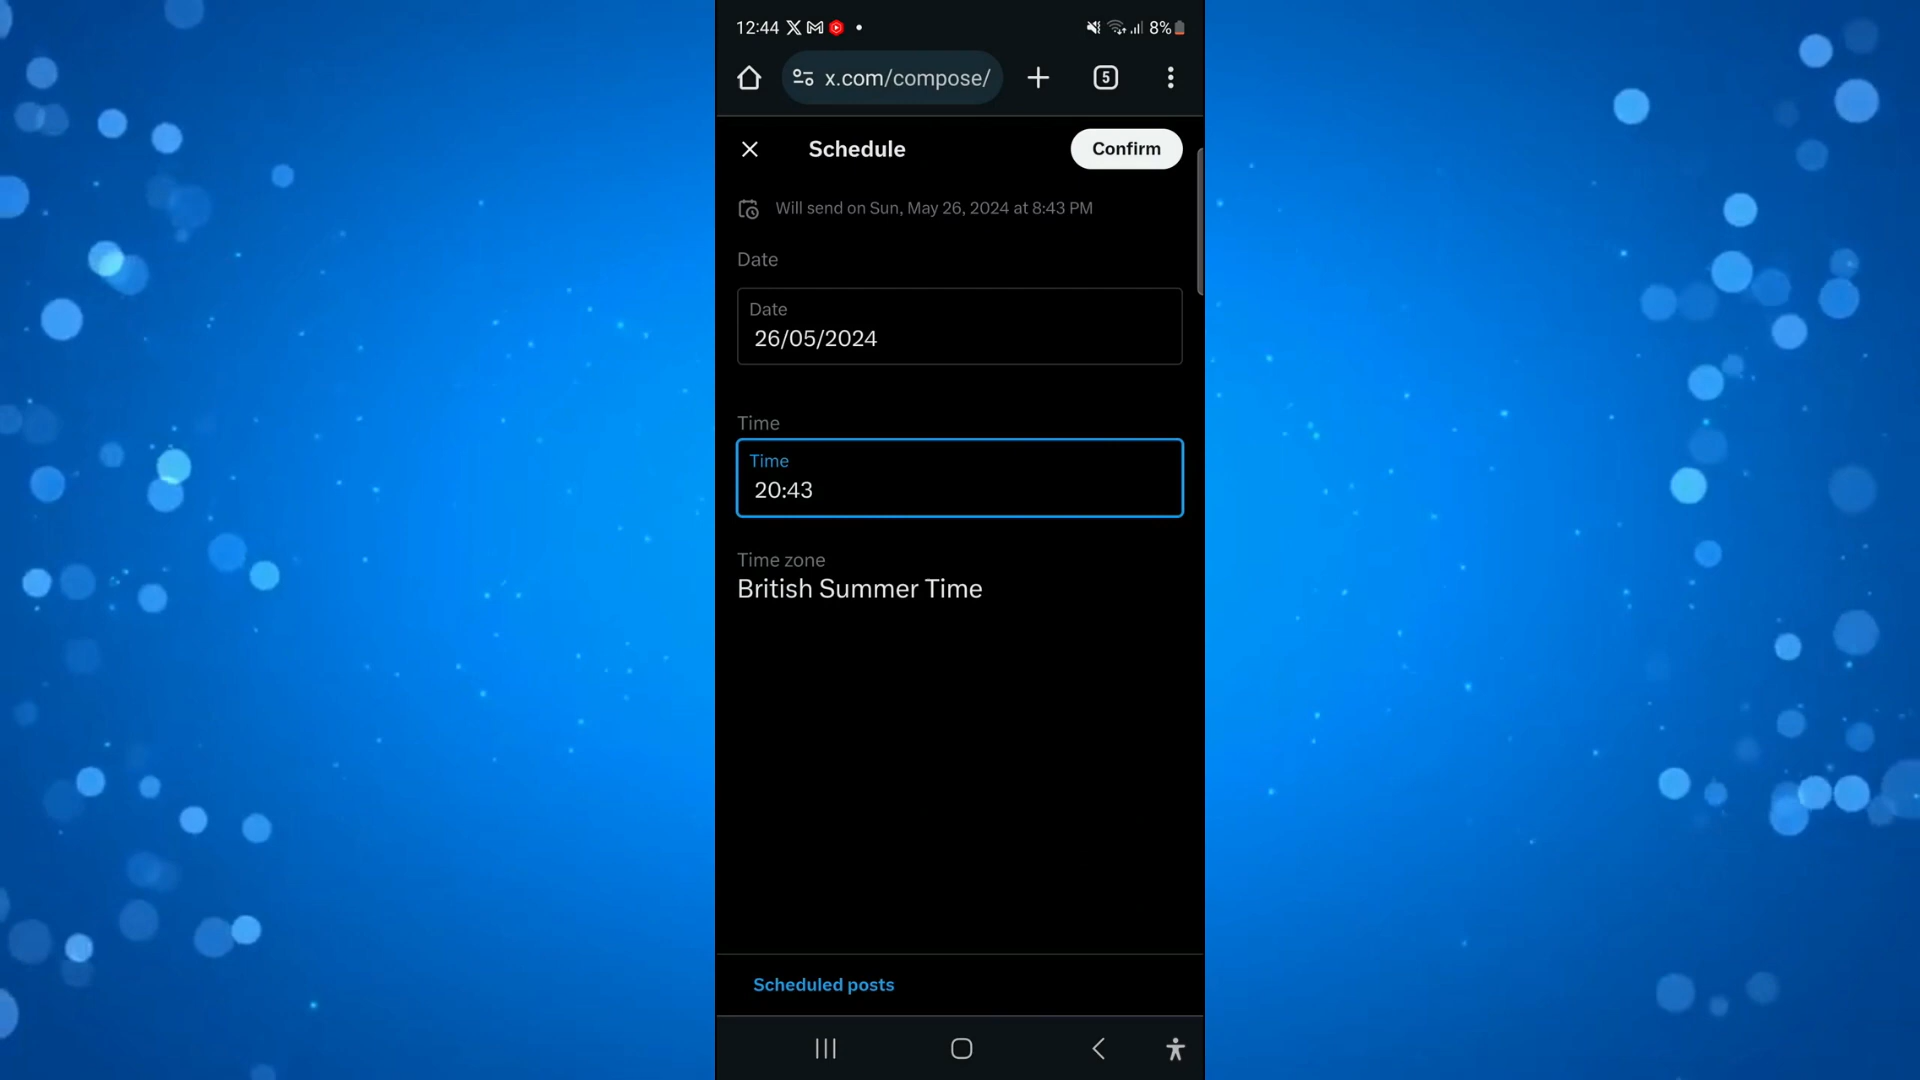 12:44 8%
x.com/compose/ 5
Schedule Confirm
Will send on Sun, May 26, 2024 at 8:43 PM
Date
Date
26/05/2024
Time
Time
20:43
Time zone
British Summer Time
Scheduled posts